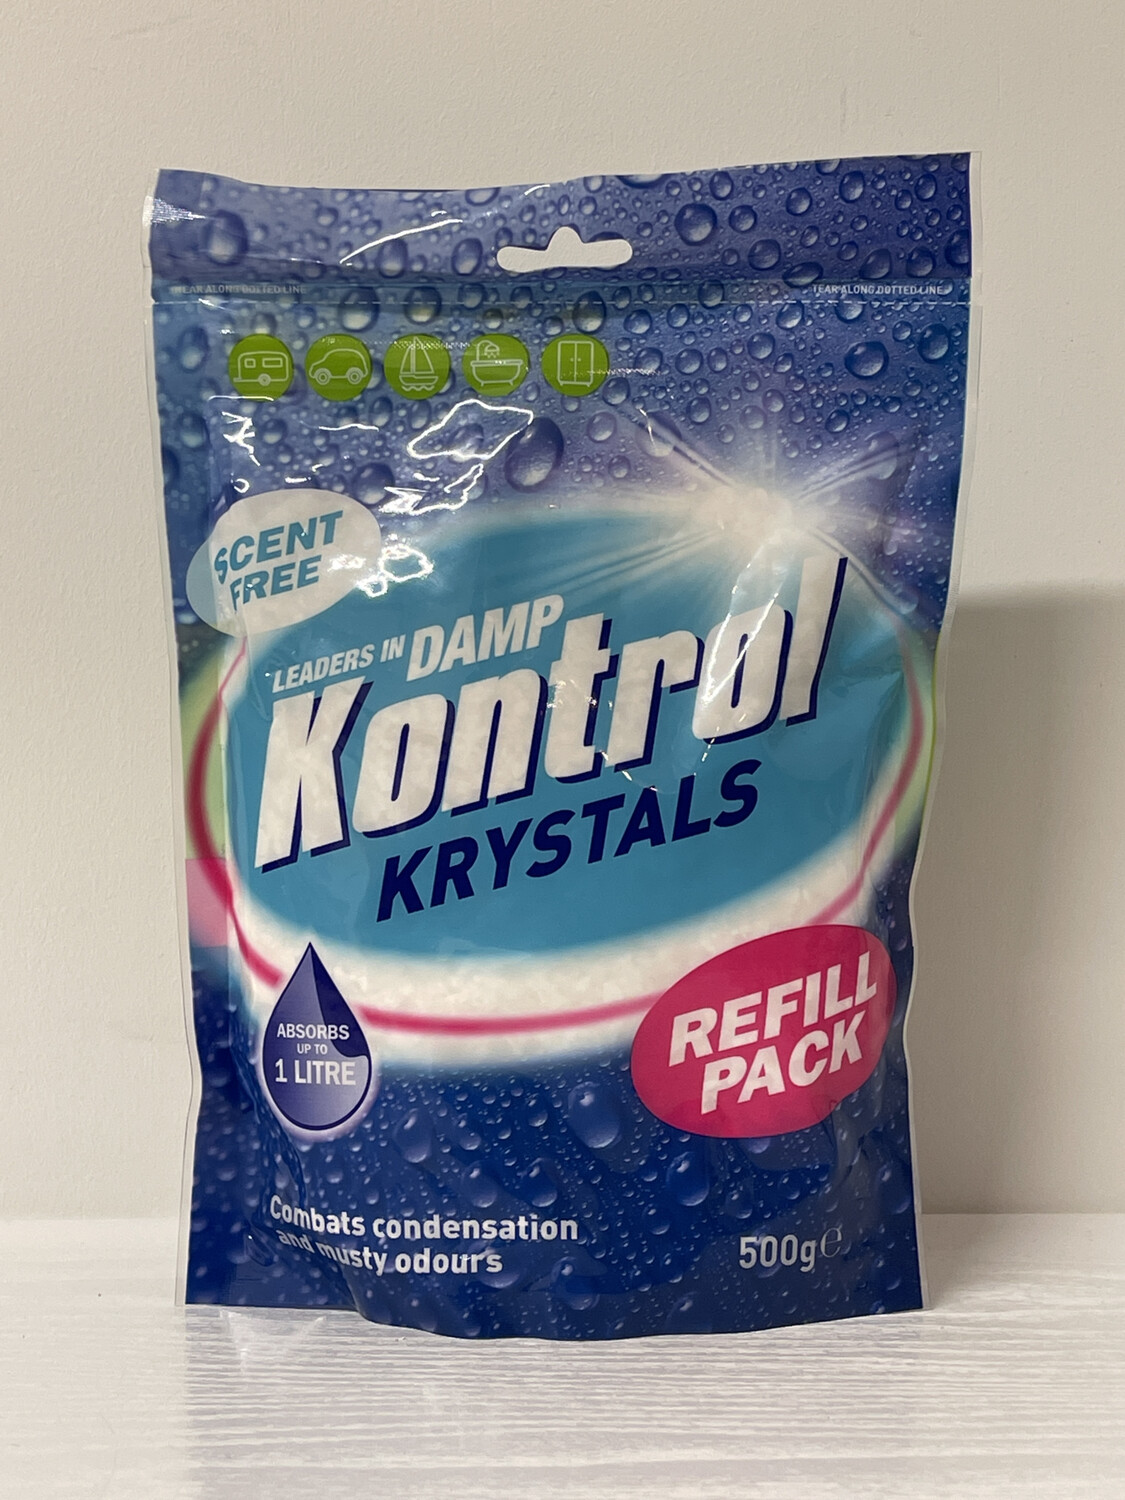 TEAR ALONG DOTTED LINE
TEAR ALONG DOTTED LINE
SCENT
FREE
LEADERS IN DAMP
Kontrol
KRYSTALS
ABSORBS
UP TO
1 LITRE
REFILL
PACK
Combats condensation
and musty odours
500g℮